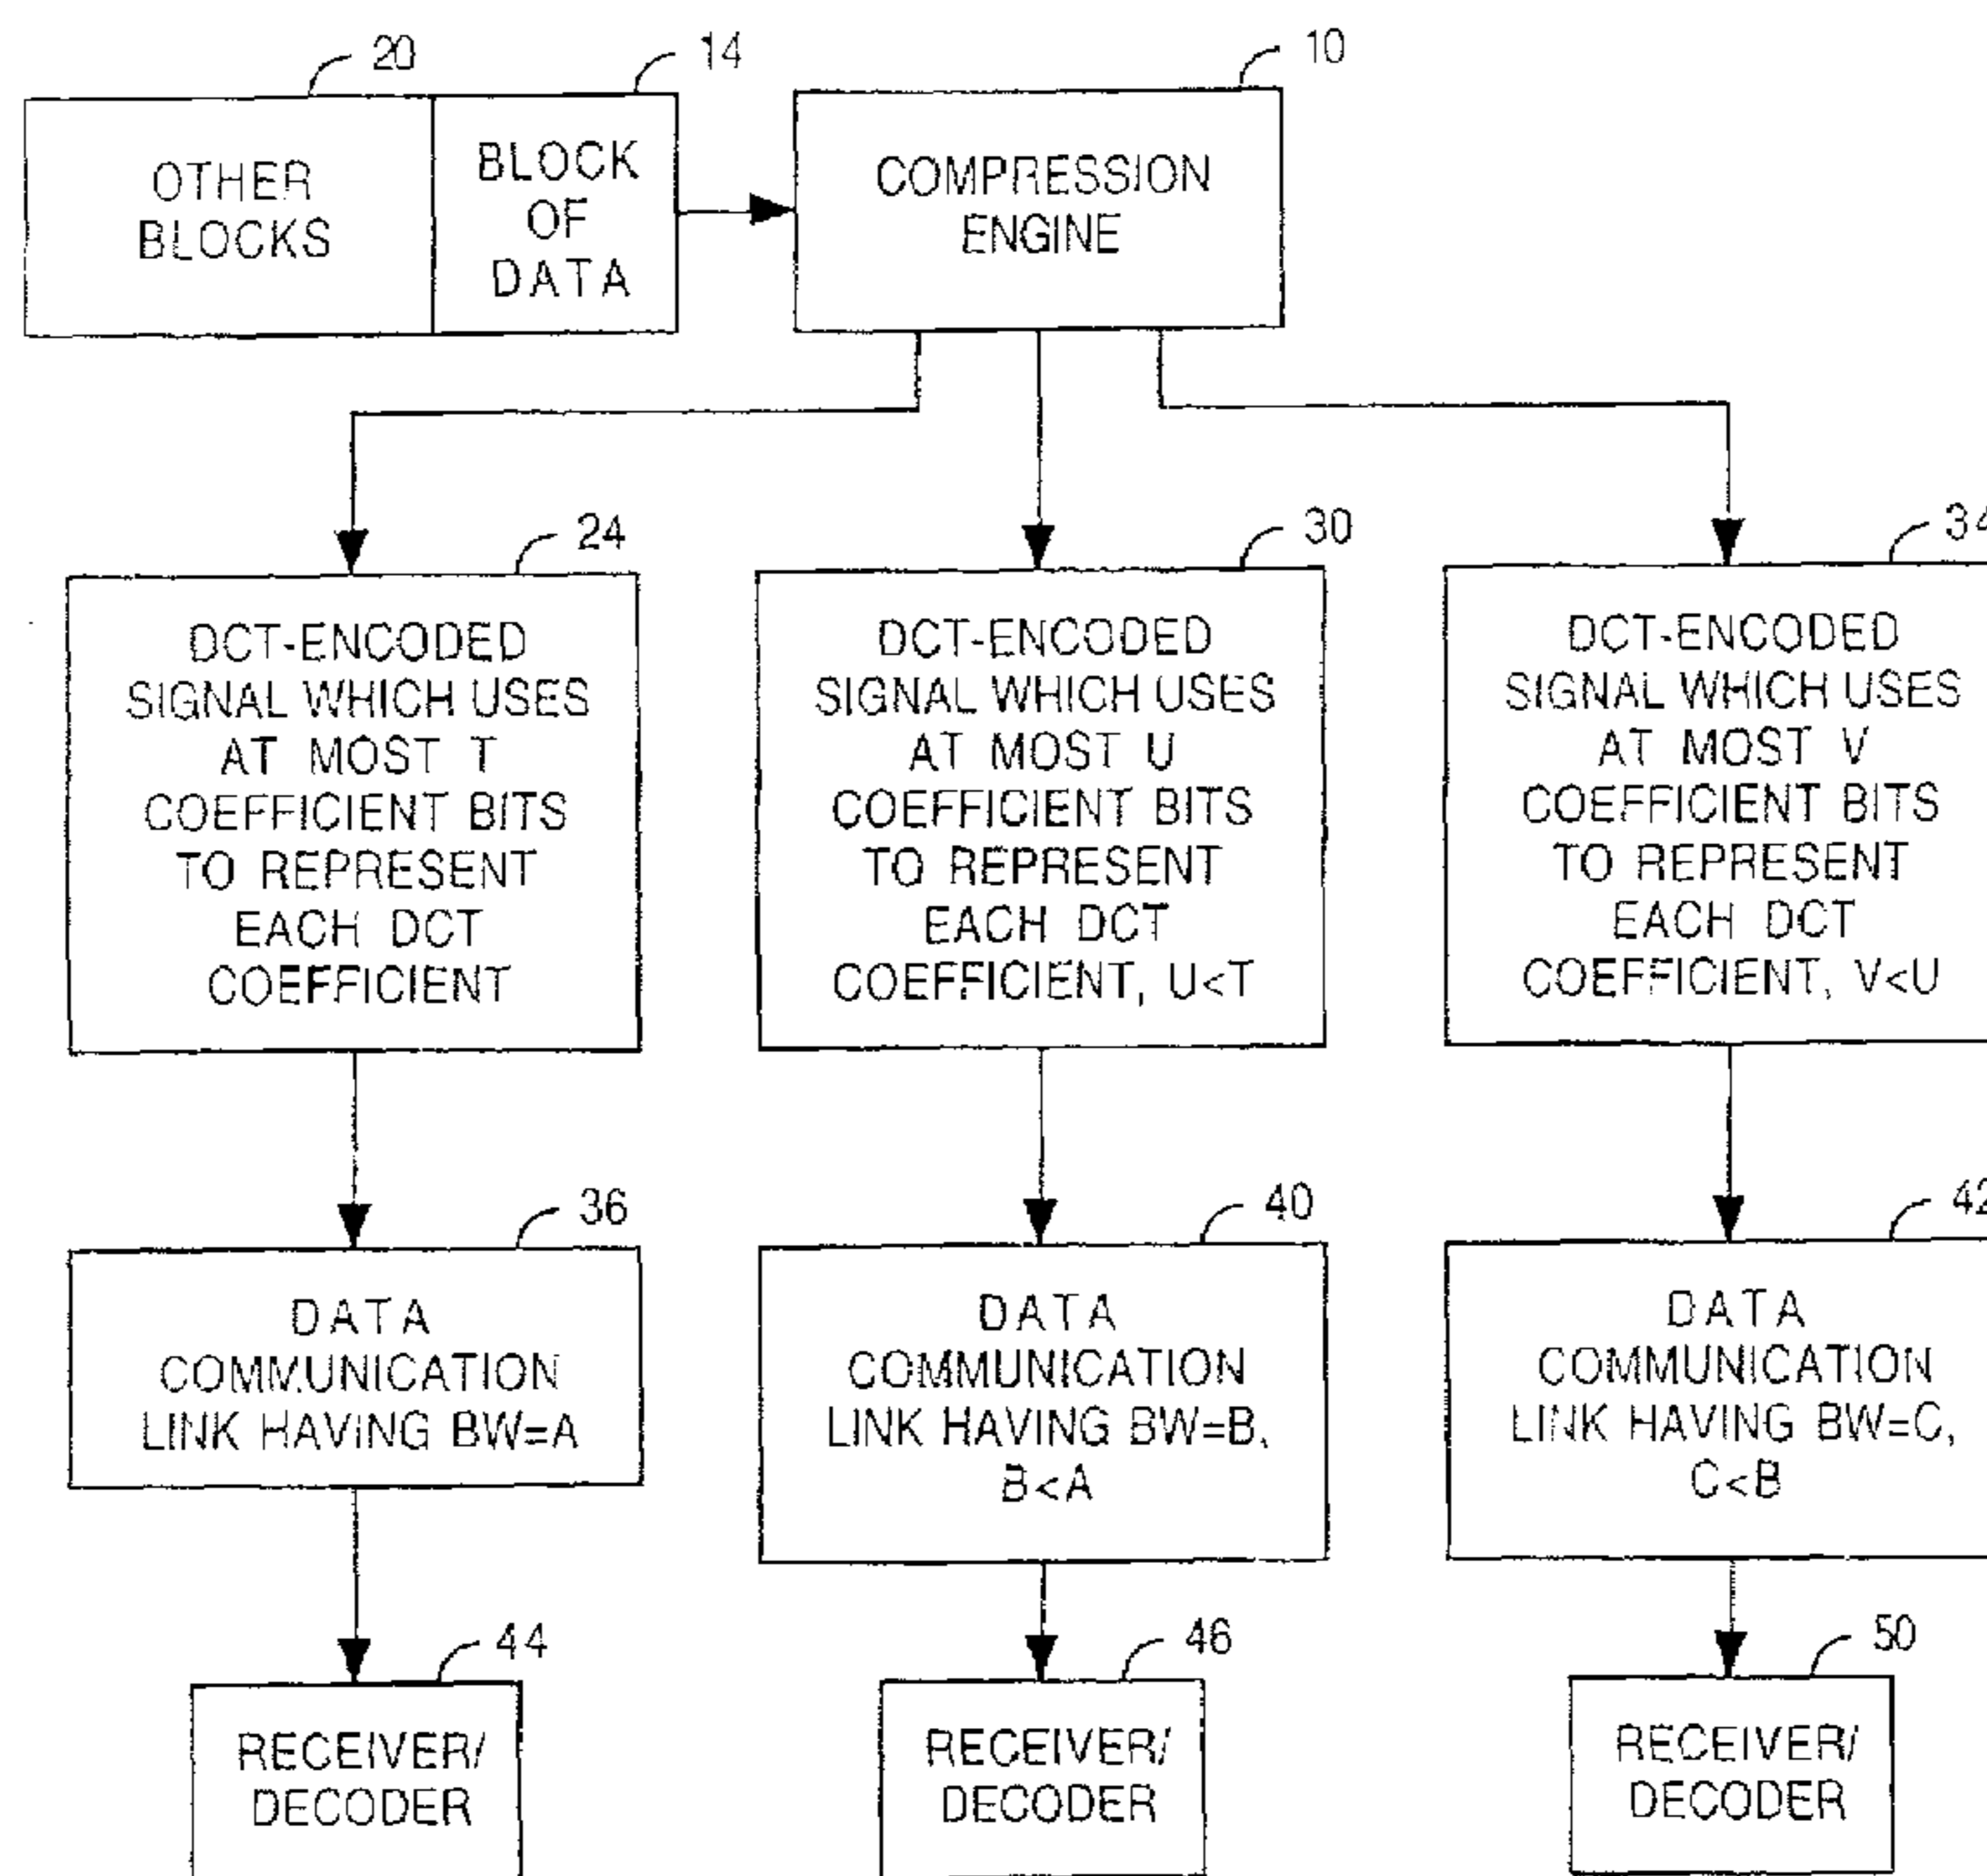 20
14
10
OTHER
BLOCKS
BLOCK
OF
DATA
COMPRESSION
ENGINE
24
DCT-ENCODED
SIGNAL WHICH USES
AT MOST T
COEFFICIENT BITS
TO REPRESENT
EACH DCT
COEFFICIENT
30
DCT-ENCODED
SIGNAL WHICH USES
AT MOST U
COEFFICIENT BITS
TO REPRESENT
EACH DCT
COEFFICIENT, U<T
34
DCT-ENCODED
SIGNAL WHICH USES
AT MOST V
COEFFICIENT BITS
TO REPRESENT
EACH DCT
COEFFICIENT, V<U
36
DATA
COMMUNICATION
LINK HAVING BW=A
40
DATA
COMMUNICATION
LINK HAVING BW=B,
B<A
42
DATA
COMMUNICATION
LINK HAVING BW=C,
C<B
44
RECEIVER/
DECODER
46
RECEIVER/
DECODER
50
RECEIVER/
DECODER